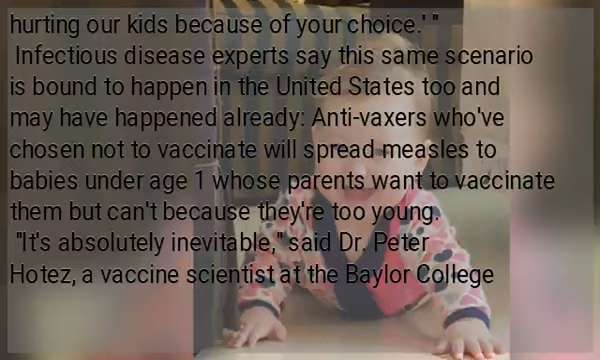 hurting our kids because of your choice.' "
"Infectious disease experts say this same scenario
is bound to happen in the United States too and
may have happened already: Anti-vaxers who've
chosen not to vaccinate will spread measles to
babies under age 1 whose parents want to vaccinate
them but can't because they're too young.
"It's absolutely inevitable," said Dr. Peter
Hotez, a vaccine scientist at the Baylor College